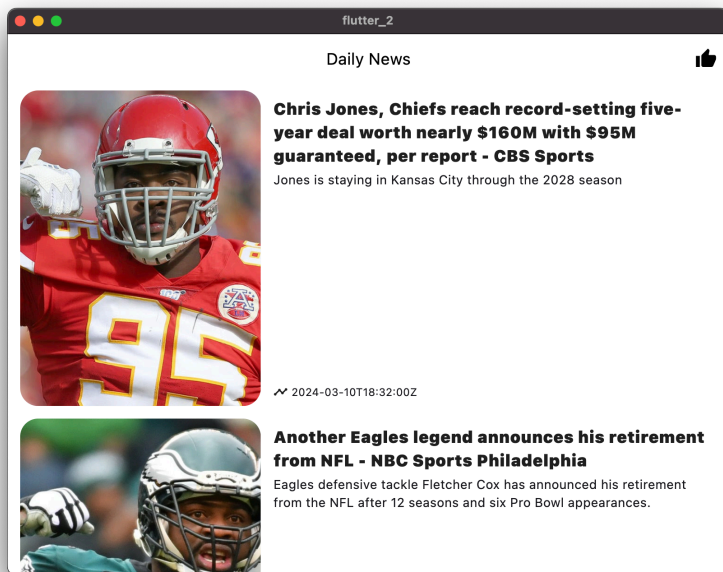 flutter_2
Daily News
Chris Jones, Chiefs reach record-setting five-
year deal worth nearly $160M with $95M
guaranteed, per report - CBS Sports
Jones is staying in Kansas City through the 2028 season
95
95
2024-03-10T18:32:00Z
Another Eagles legend announces his retirement
from NFL - NBC Sports Philadelphia
Eagles defensive tackle Fletcher Cox has announced his retirement
from the NFL after 12 seasons and six Pro Bowl appearances.